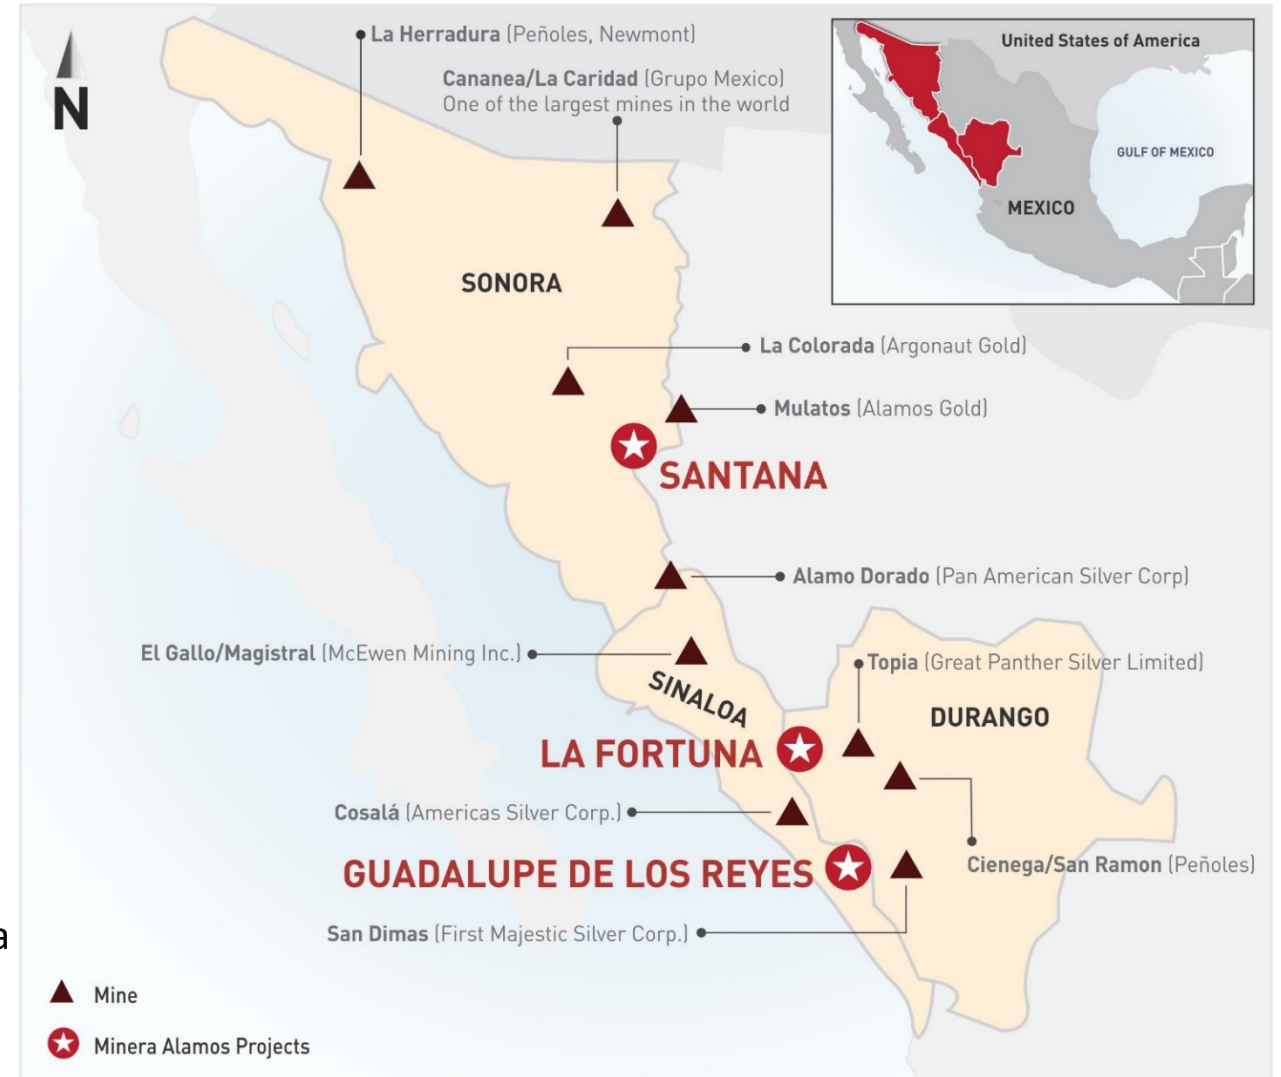 N
La Herradura (Peñoles, Newmont)
Cananea/La Caridad (Grupo Mexico)
One of the largest mines in the world
United States of America
GULF OF MEXICO
MEXICO
SONORA
La Colorada (Argonaut Gold)
Mulatos (Alamos Gold)
SANTANA
Alamo Dorado (Pan American Silver Corp)
El Gallo/Magistral (McEwen Mining Inc.)
SINALOA
Topia (Great Panther Silver Limited)
DURANGO
LA FORTUNA
Cosalá (Americas Silver Corp.)
Cienega/San Ramon (Peñoles)
GUADALUPE DE LOS REYES
San Dimas (First Majestic Silver Corp.)
a
Mine
Minera Alamos Projects